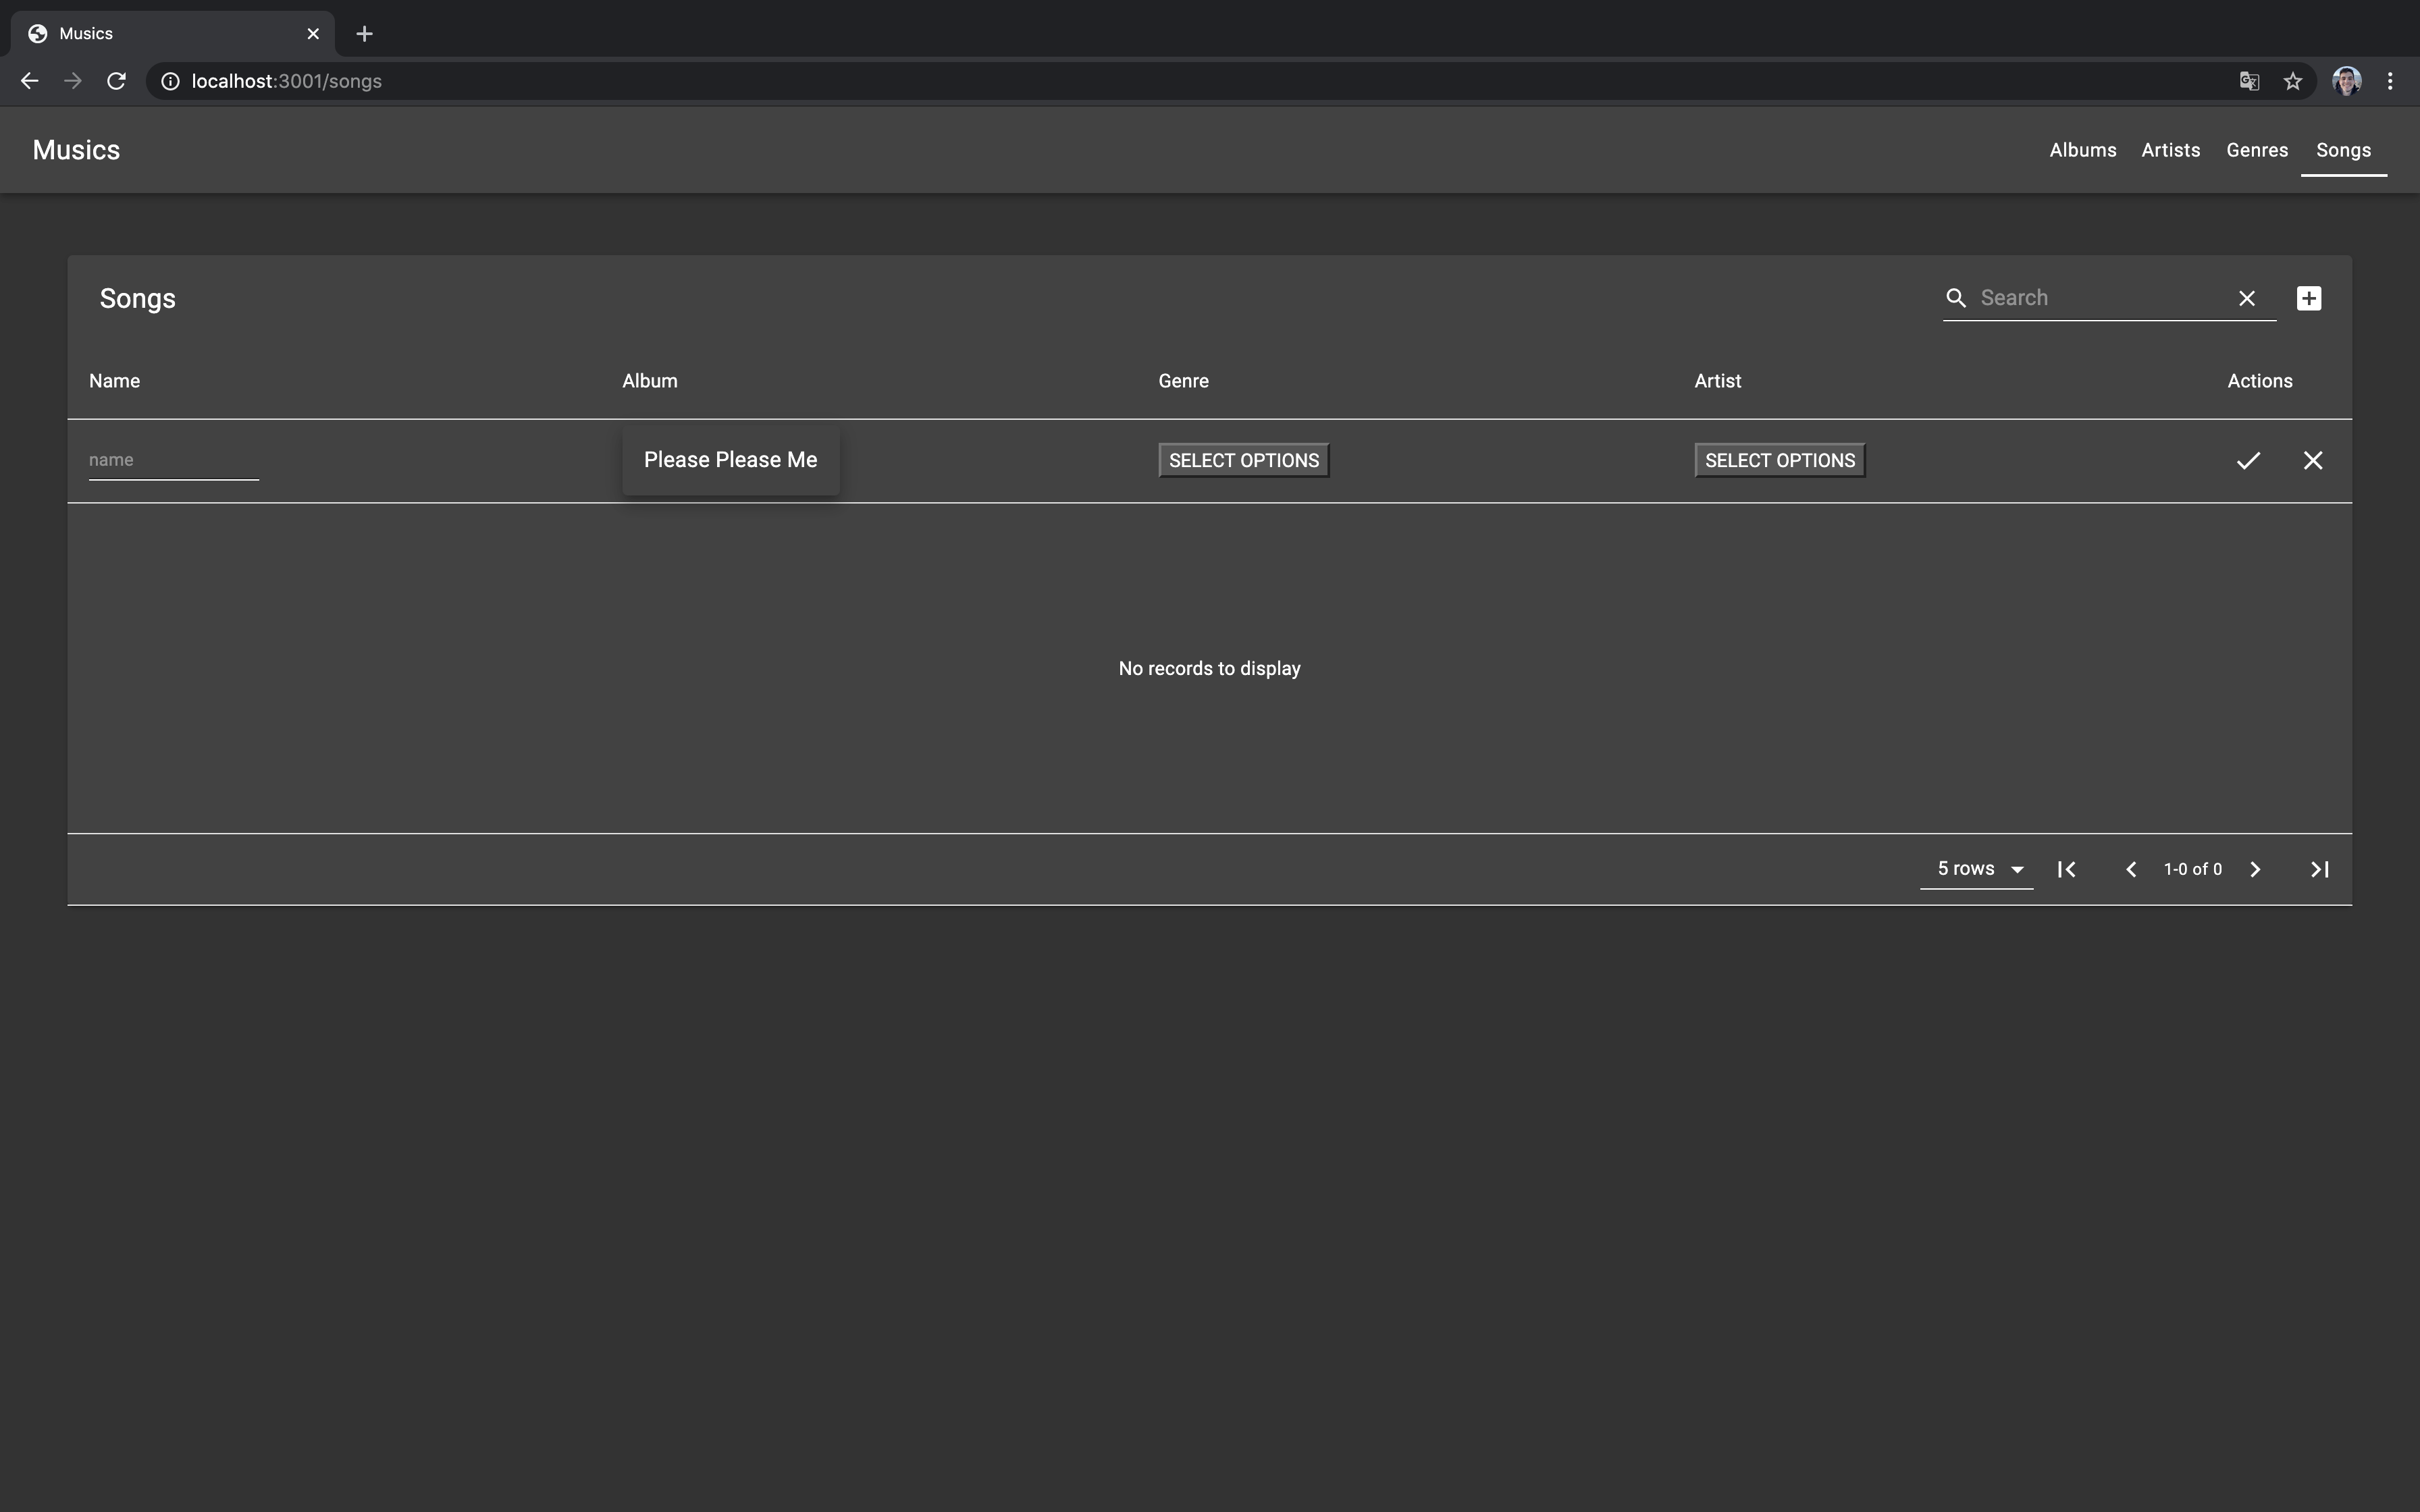 Musics
localhost:3001/songs
Musics
Albums Artists Genres Songs
Songs
Search
Name Album Genre Artist Actions
name Please Please Me SELECT OPTIONS SELECT OPTIONS
No records to display
5 rows 1-0 of 0